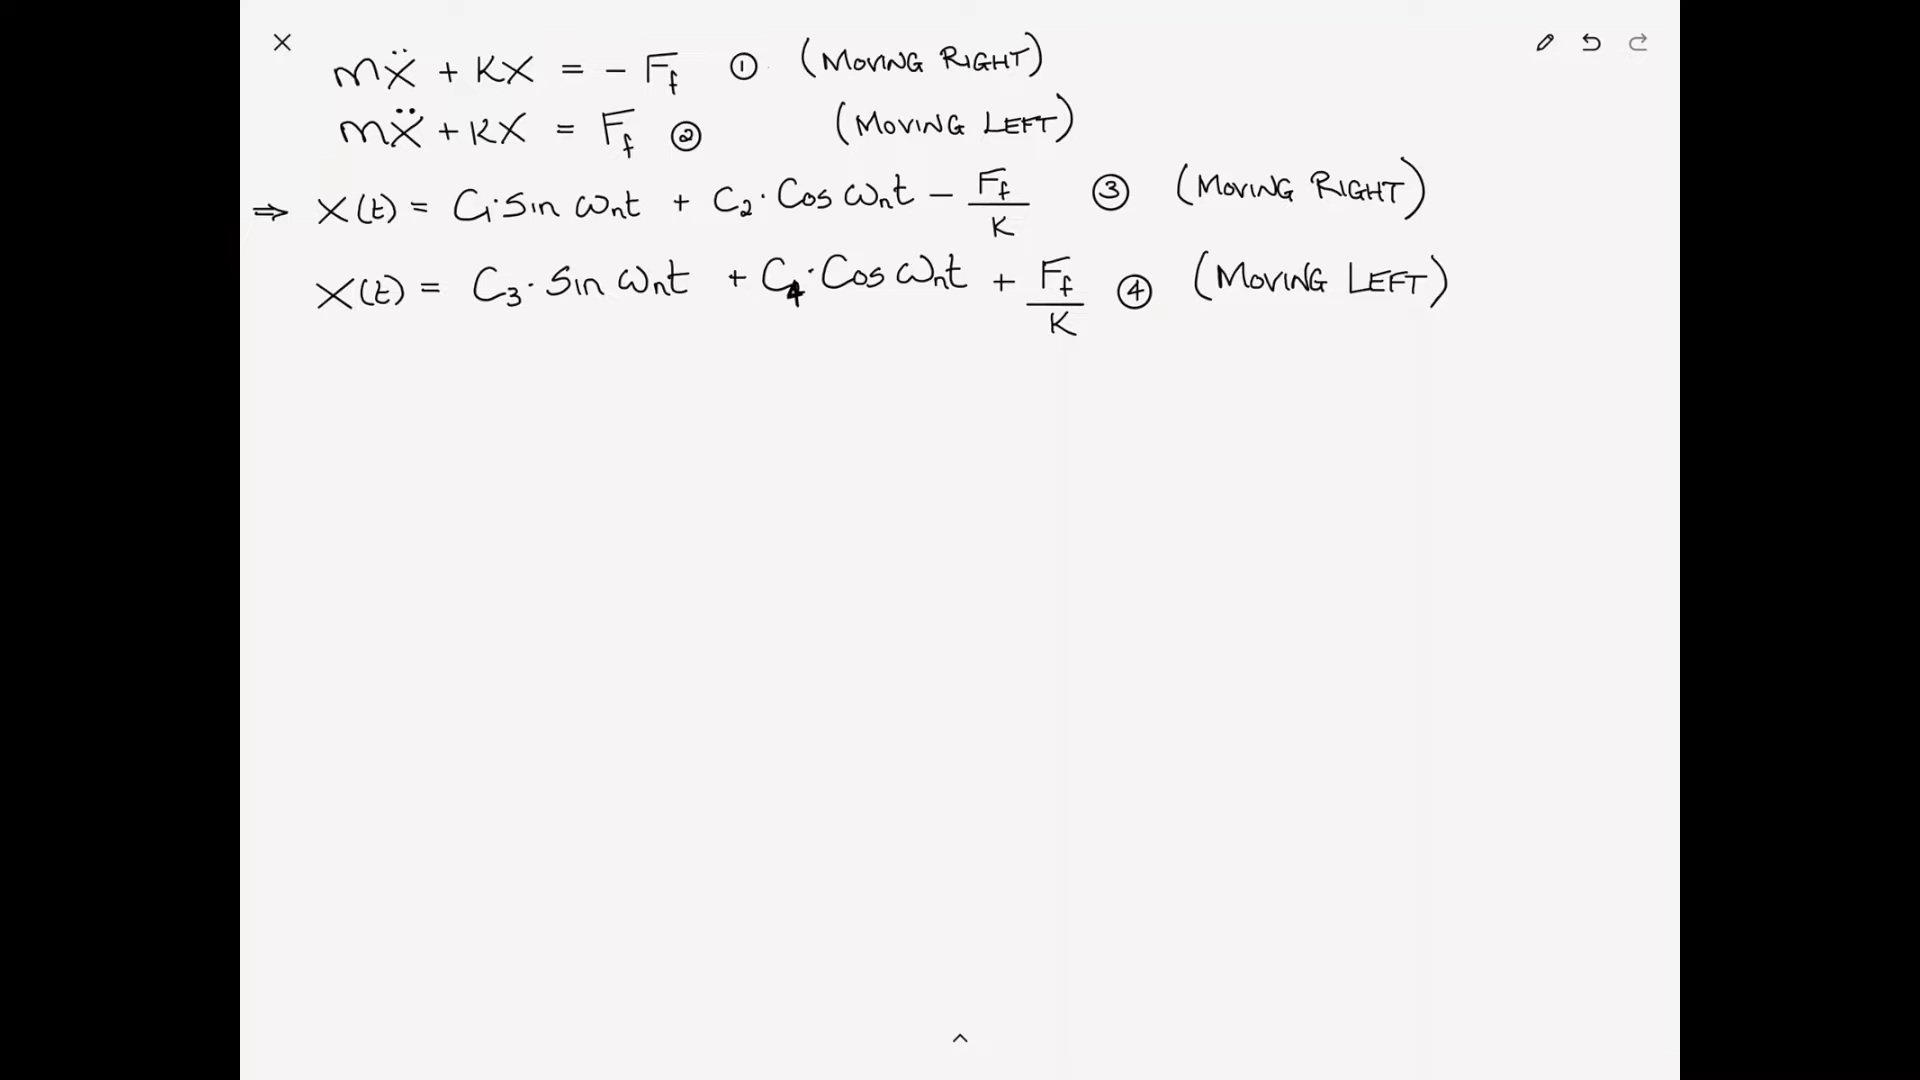 mẍ + KX = - F_f ① (MOVING RIGHT)
mẍ + KX = F_f ② (MOVING LEFT)
⇒ X(t) = C₁·Sin ωₙt + C₂·Cos ωₙt - F_f/K ③ (MOVING RIGHT)
X(t) = C₃·Sin ωₙt + C₄·Cos ωₙt + F_f/K ④ (MOVING LEFT)